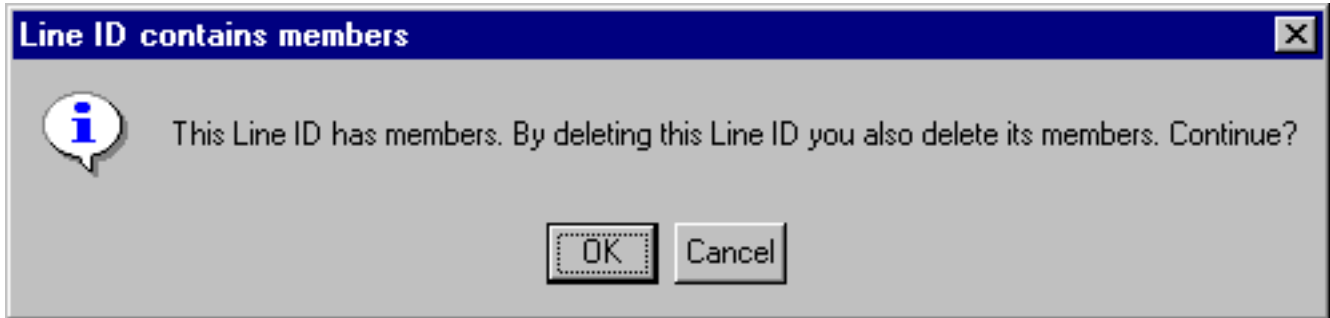 Line ID contains members
This Line ID has members. By deleting this Line ID you also delete its members. Continue?
OK
Cancel